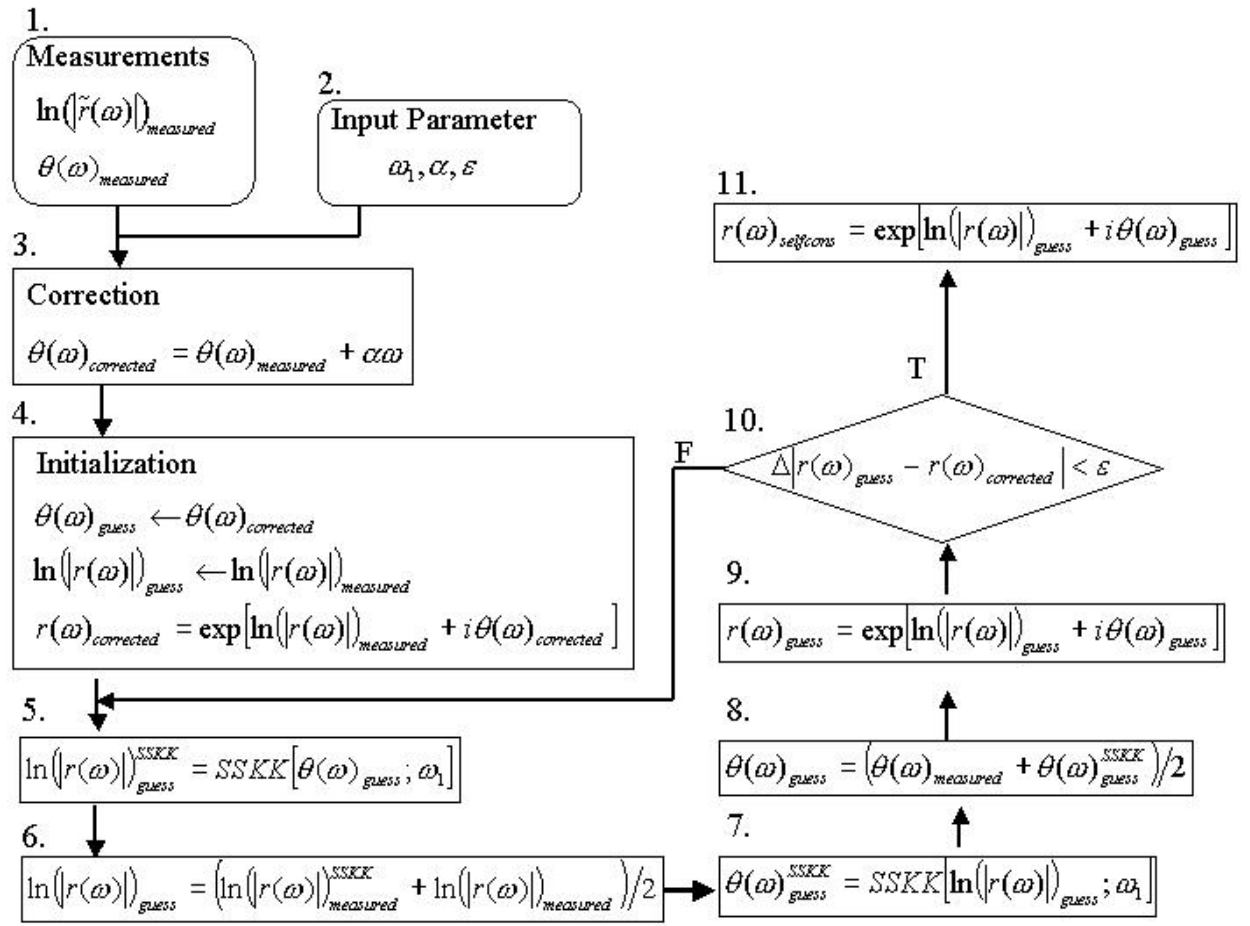 1.
Measurements
ln(|r̃(ω)|)measured
θ(ω)measured
2.
Input Parameter
ω₁, α, ε
3.
Correction
θ(ω)corrected = θ(ω)measured + αω
4.
Initialization
θ(ω)guess ← θ(ω)corrected
ln(|r(ω)|)guess ← ln(|r(ω)|)measured
r(ω)corrected = exp[ln(|r(ω)|)measured + iθ(ω)corrected]
5.
ln(|r(ω)|)guess^SSKK = SSKK[θ(ω)guess; ω₁]
6.
ln(|r(ω)|)guess = (ln(|r(ω)|)measured^SSKK + ln(|r(ω)|)measured)/2
7.
θ(ω)guess^SSKK = SSKK[ln(|r(ω)|)guess; ω₁]
8.
θ(ω)guess = (θ(ω)measured + θ(ω)guess^SSKK)/2
9.
r(ω)guess = exp[ln(|r(ω)|)guess + iθ(ω)guess]
10.
F
Δ|r(ω)guess − r(ω)corrected| < ε
T
11.
r(ω)selfcons = exp[ln(|r(ω)|)guess + iθ(ω)guess]